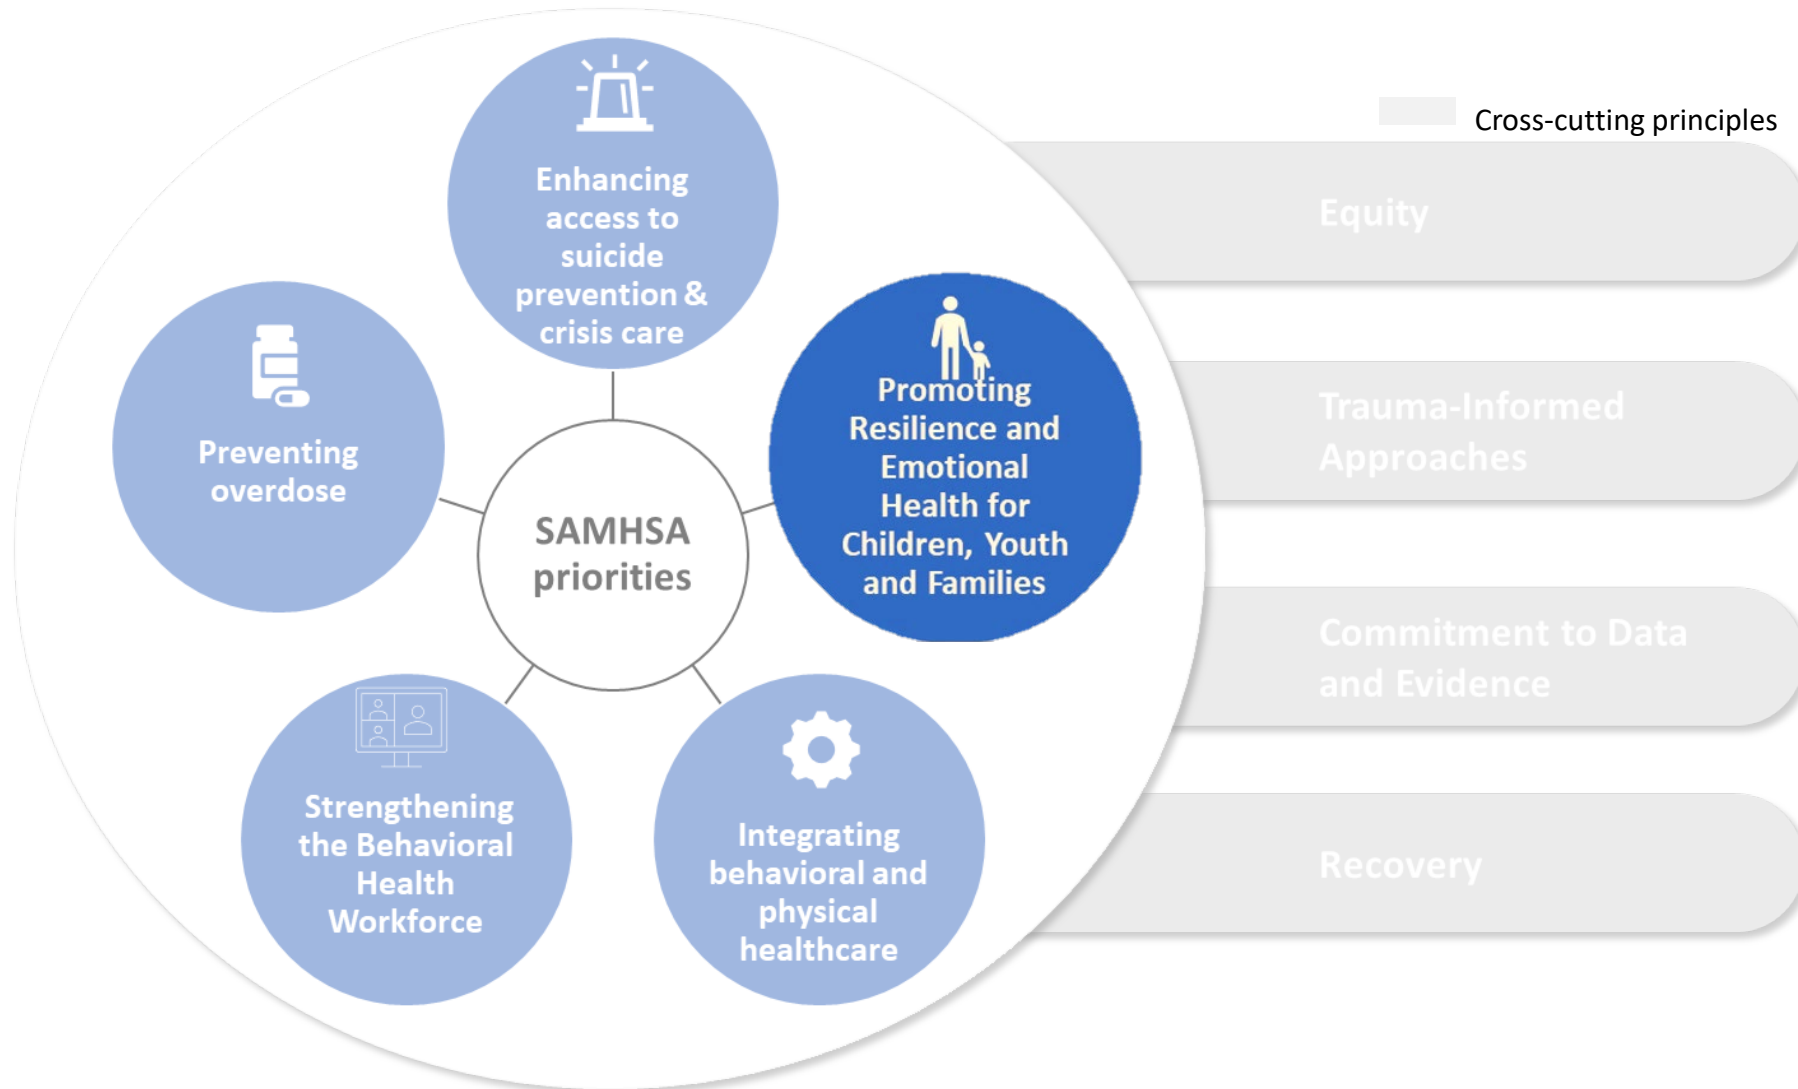 Enhancing
access to
suicide
prevention &
crisis care
Preventing
overdose
SAMHSA
priorities
Promoting
Resilience and
Emotional
Health for
Children, Youth
and Families
Strengthening
the Behavioral
Health
Workforce
Integrating
behavioral and
physical
healthcare
Cross-cutting principles
Equity
Trauma-Informed
Approaches
Commitment to Data
and Evidence
Recovery